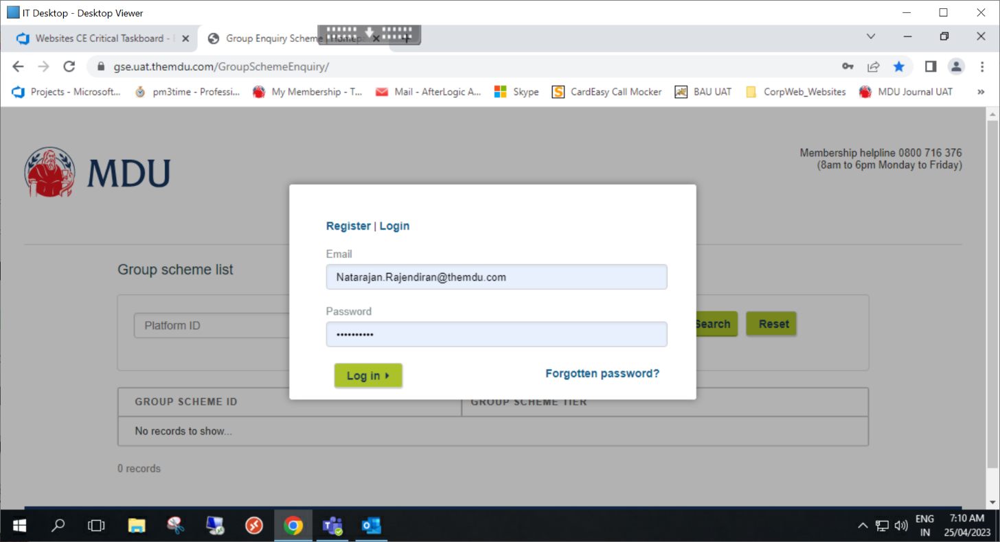 IT Desktop - Desktop Viewer
Websites CE Critical Taskboard -
Group Enquiry Scheme | Homep
gse.uat.themdu.com/GroupSchemeEnquiry/
Projects - Microsoft...
pm3time - Professi...
My Membership - T...
Mail - AfterLogic A...
Skype
CardEasy Call Mocker
BAU UAT
CorpWeb_Websites
MDU Journal UAT
»
MDU
Membership helpline 0800 716 376
(8am to 6pm Monday to Friday)
Register | Login
Email
Natarajan.Rajendiran@themdu.com
Password
••••••••••
Log in
Forgotten password?
Group scheme list
Platform ID
Search
Reset
GROUP SCHEME ID
GROUP SCHEME TIER
No records to show...
0 records
ENG
IN
7:10 AM
25/04/2023